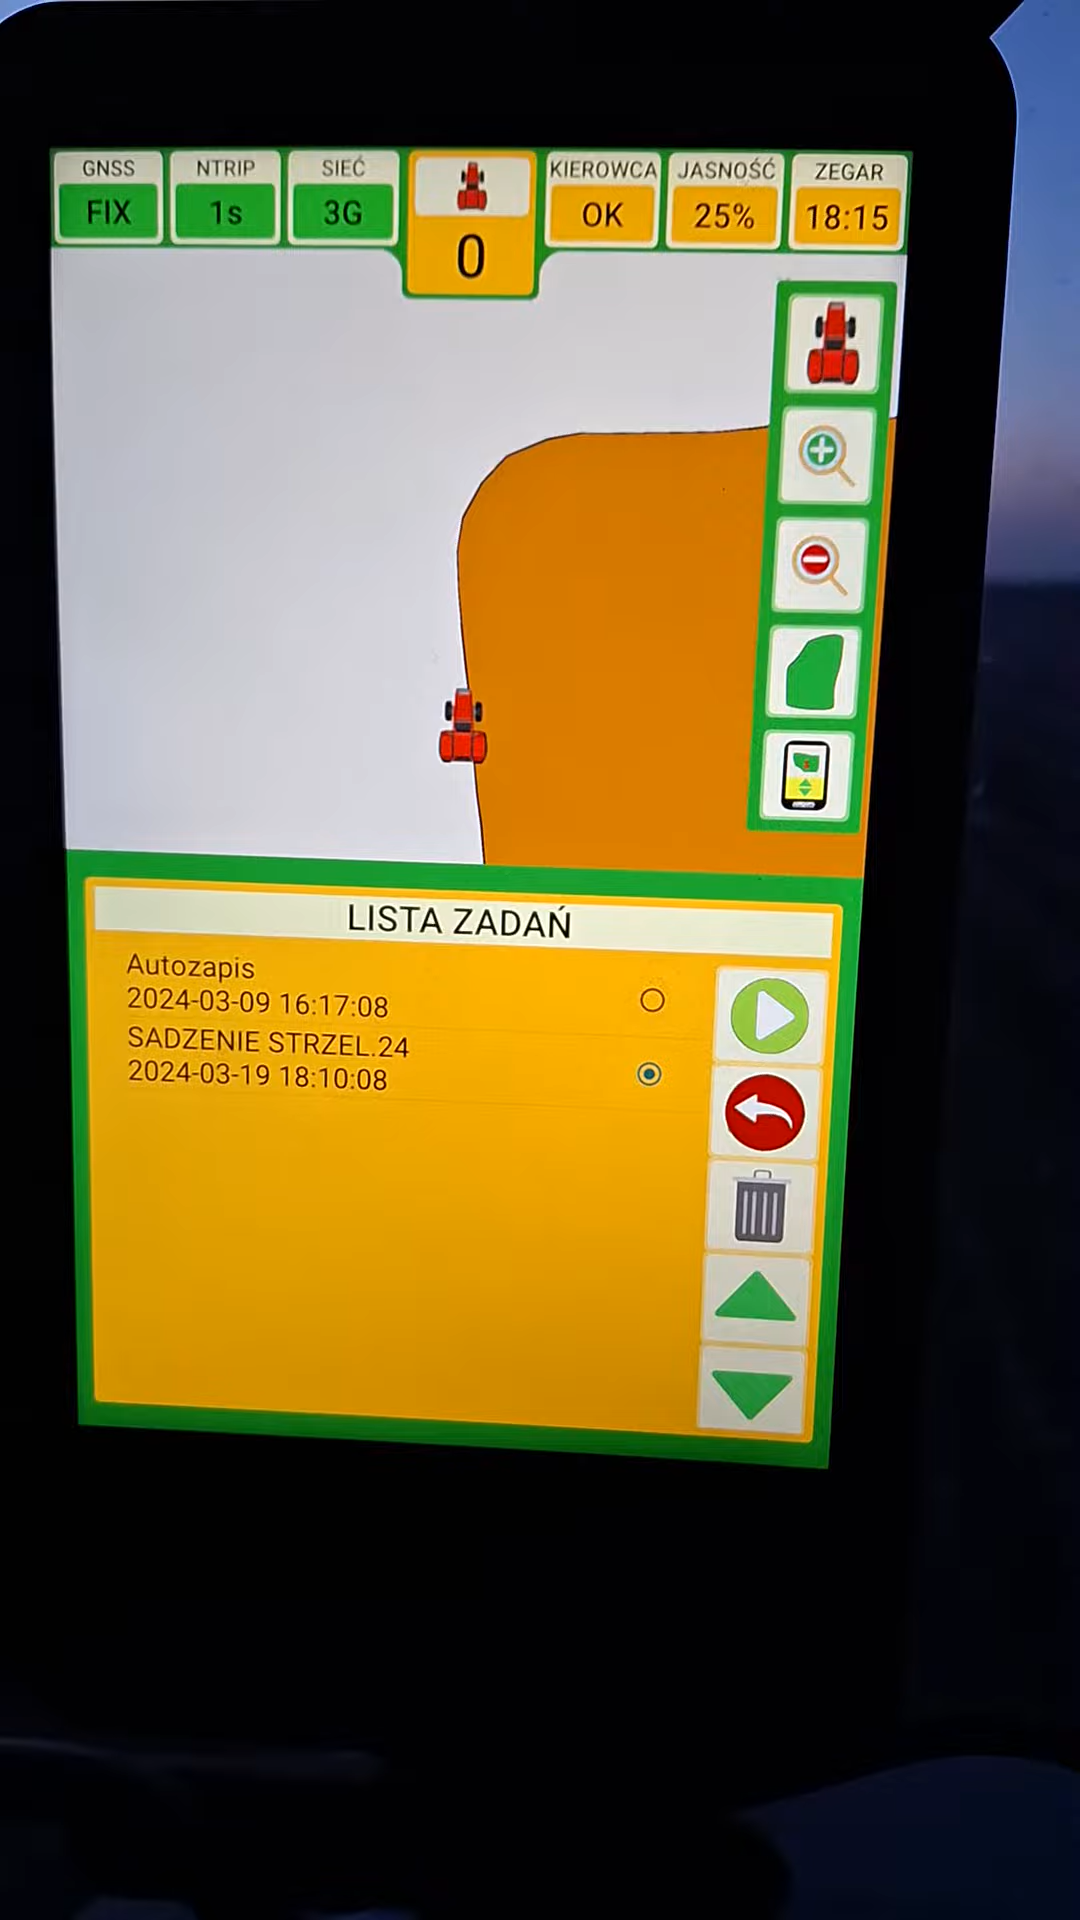 GNSS NTRIP SIEĆ KIEROWCA JASNOŚĆ ZEGAR
FIX 1s 3G 0 OK 25% 18:15
LISTA ZADAŃ
Autozapis
2024-03-09 16:17:08
SADZENIE STRZEL.24
2024-03-19 18:10:08